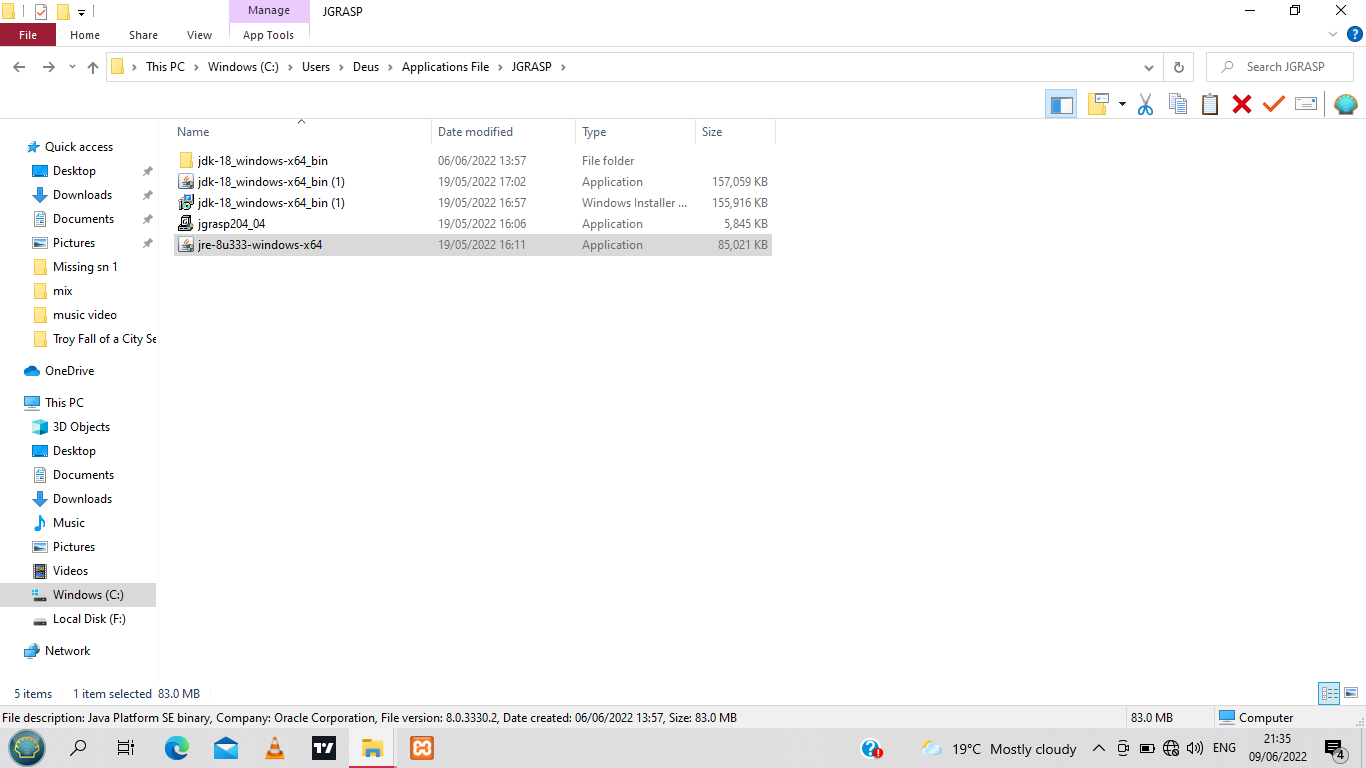 Manage JGRASP
File Home Share View App Tools
This PC Windows (C:) Users Deus Applications File JGRASP Search JGRASP
Name Date modified Type Size
jdk-18_windows-x64_bin 06/06/2022 13:57 File folder
jdk-18_windows-x64_bin (1) 19/05/2022 17:02 Application 157,059 KB
jdk-18_windows-x64_bin (1) 19/05/2022 16:57 Windows Installer ... 155,916 KB
jgrasp204_04 19/05/2022 16:06 Application 5,845 KB
jre-8u333-windows-x64 19/05/2022 16:11 Application 85,021 KB
Quick access
Desktop
Downloads
Documents
Pictures
Missing sn 1
mix
music video
Troy Fall of a City Se
OneDrive
This PC
3D Objects
Desktop
Documents
Downloads
Music
Pictures
Videos
Windows (C:)
Local Disk (F:)
Network
5 items 1 item selected 83.0 MB
File description: Java Platform SE binary, Company: Oracle Corporation, File version: 8.0.3330.2, Date created: 06/06/2022 13:57, Size: 83.0 MB 83.0 MB Computer
19°C Mostly cloudy ENG 21:35
09/06/2022 4